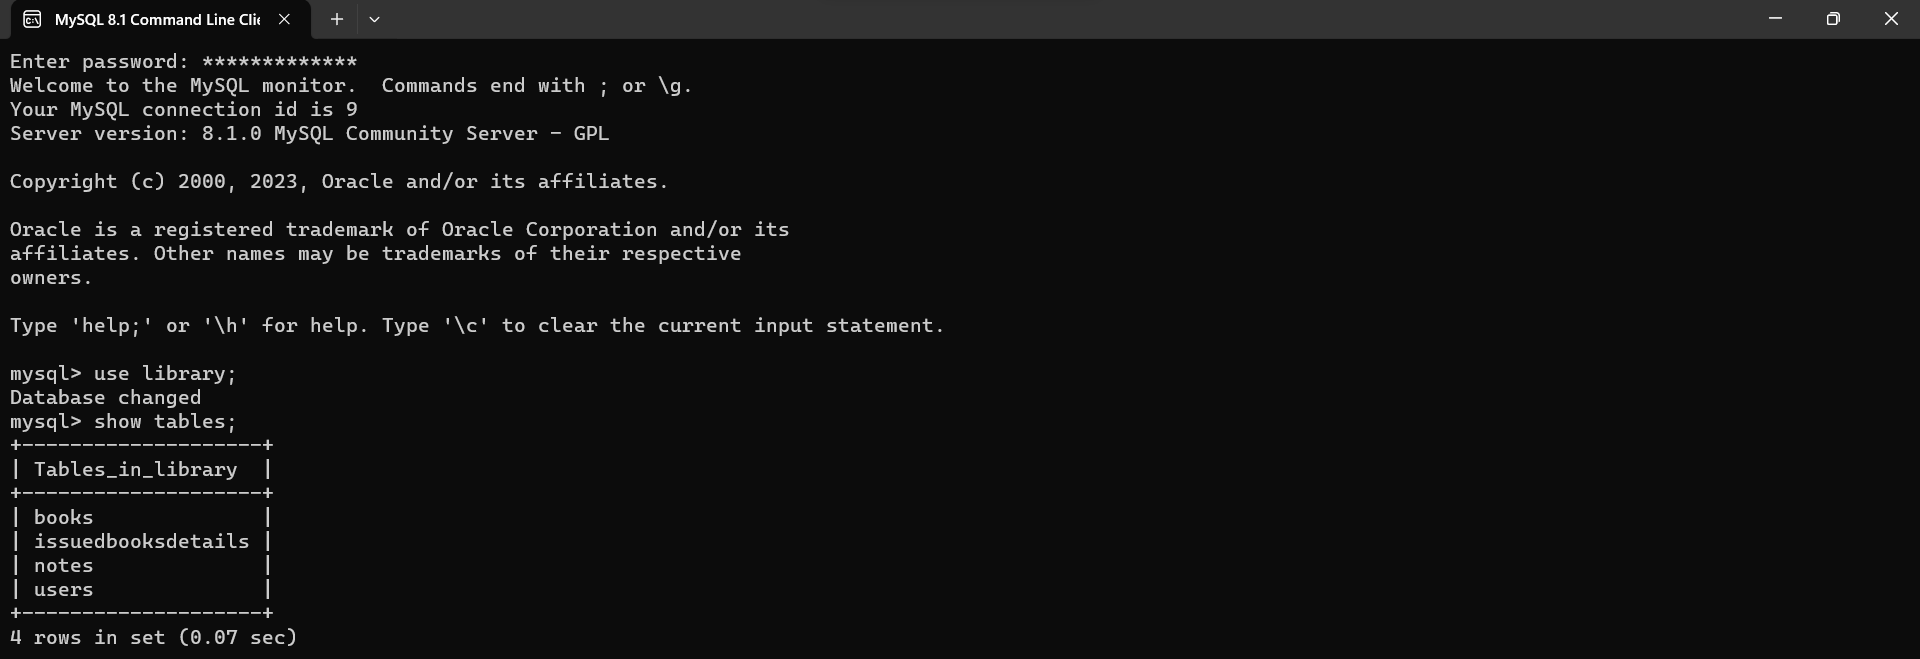 MySQL 8.1 Command Line Clie
Enter password: *************
Welcome to the MySQL monitor.  Commands end with ; or \g.
Your MySQL connection id is 9
Server version: 8.1.0 MySQL Community Server - GPL
Copyright (c) 2000, 2023, Oracle and/or its affiliates.
Oracle is a registered trademark of Oracle Corporation and/or its
affiliates. Other names may be trademarks of their respective
owners.
Type 'help;' or '\h' for help. Type '\c' to clear the current input statement.
mysql> use library;
Database changed
mysql> show tables;
+--------------------+
| Tables_in_library  |
+--------------------+
| books              |
| issuedbooksdetails |
| notes              |
| users              |
+--------------------+
4 rows in set (0.07 sec)